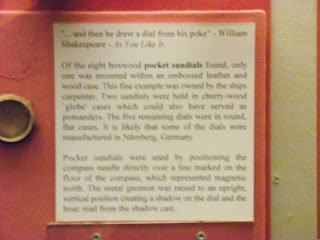 "... and then he drew a dial from his poke" - William
Shakespeare - As You Like It.
Of the eight boxwood pocket sundials found, only
one was mounted within an embossed leather and
wood case. This fine example was owned by the ships
carpenter. Two sundials were held in cherry-wood
'globe' cases which could also have served as
pomanders. The five remaining dials were in round,
flat cases. It is likely that some of the dials were
manufactured in Nürnberg, Germany.
Pocket sundials were used by positioning the
compass needle directly over a line marked on the
floor of the compass, which represented magnetic
north. The metal gnomon was raised to an upright,
vertical position creating a shadow on the dial and the
hour read from the shadow cast.